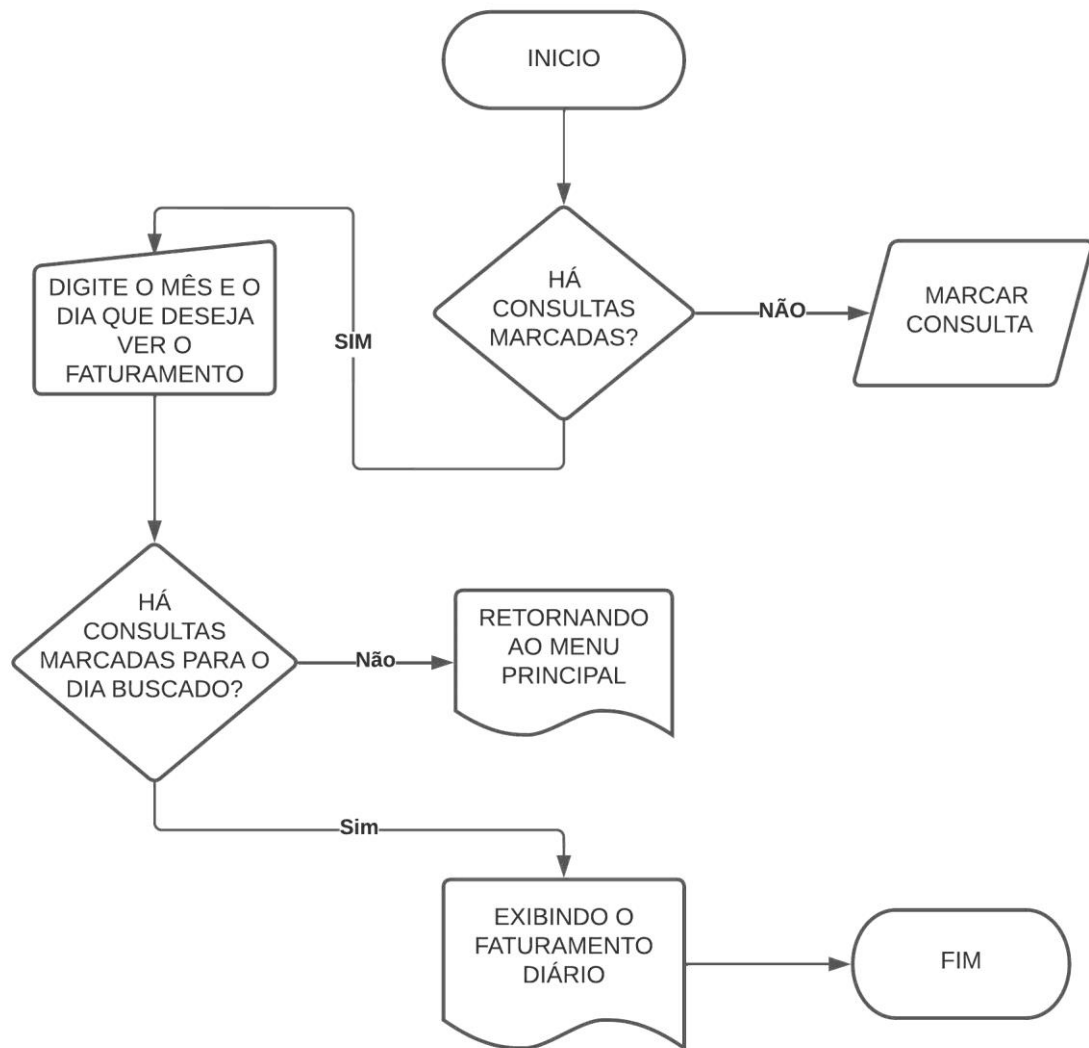 INICIO
HÁ
CONSULTAS
MARCADAS?
NÃO
MARCAR
CONSULTA
SIM
DIGITE O MÊS E O
DIA QUE DESEJA
VER O
FATURAMENTO
HÁ
CONSULTAS
MARCADAS PARA O
DIA BUSCADO?
Não
RETORNANDO
AO MENU
PRINCIPAL
Sim
EXIBINDO O
FATURAMENTO
DIÁRIO
FIM